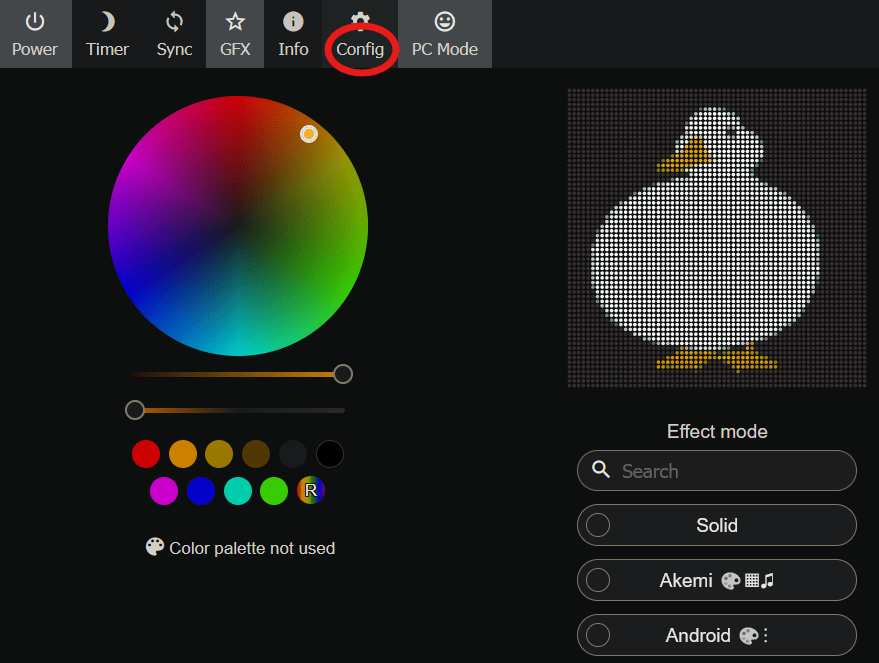 Power Timer Sync GFX Info Config PC Mode
R
Color palette not used
Effect mode
Search
Solid
Akemi
Android